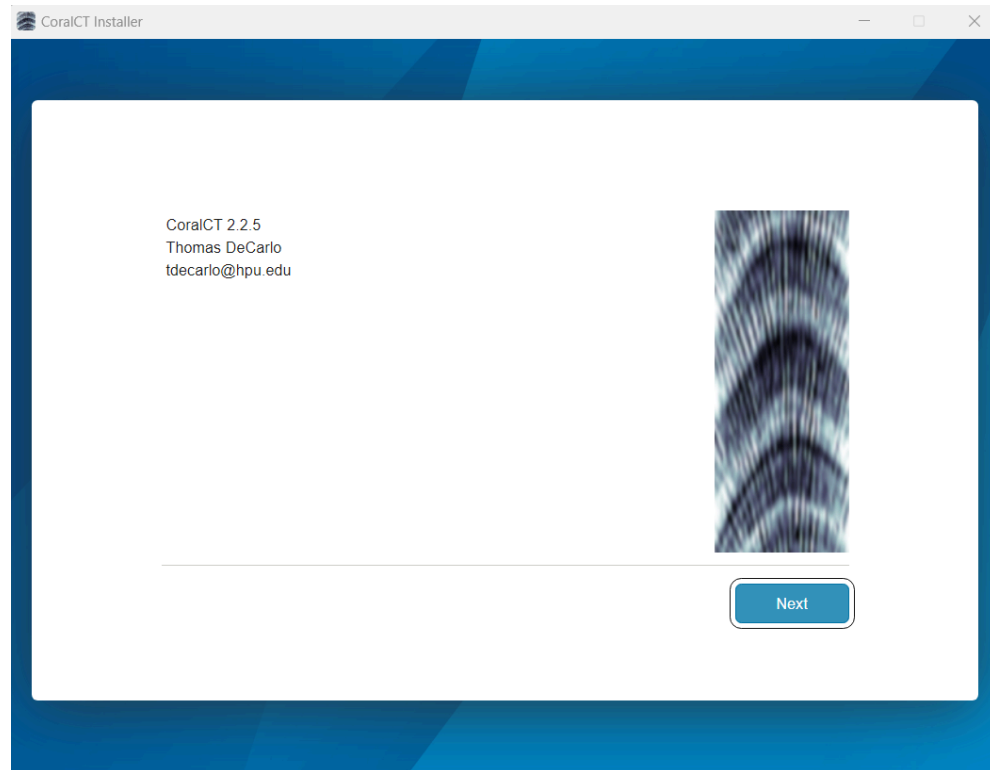 CoralCT Installer
CoralCT 2.2.5
Thomas DeCarlo
tdecarlo@hpu.edu
Next